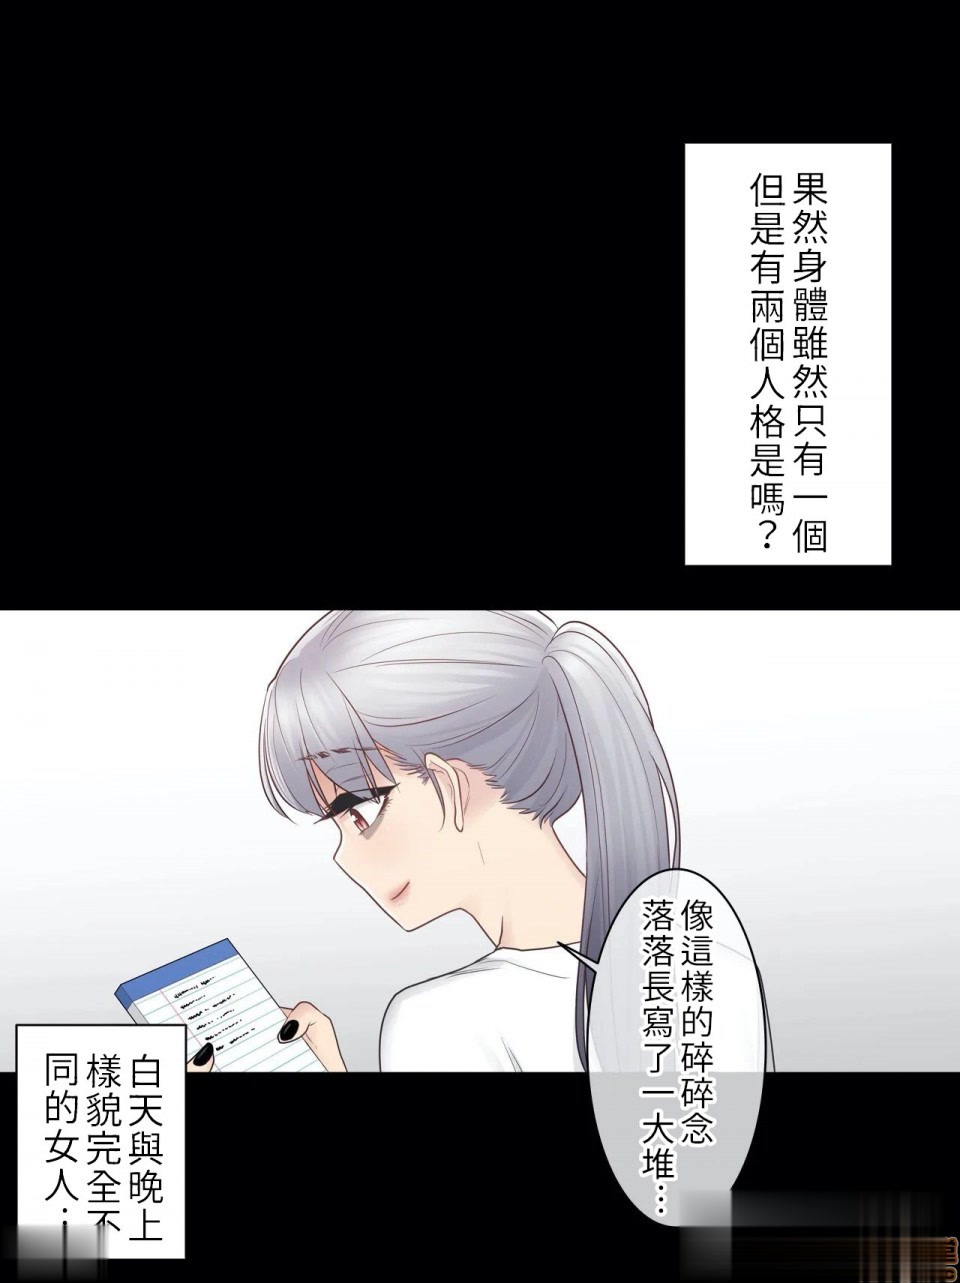 果然身體雖然只有一個
但是有兩個人格是嗎？
像這樣的碎碎念
落落長寫了一大堆…
白天與晚上
樣貌完全不
同的女人…